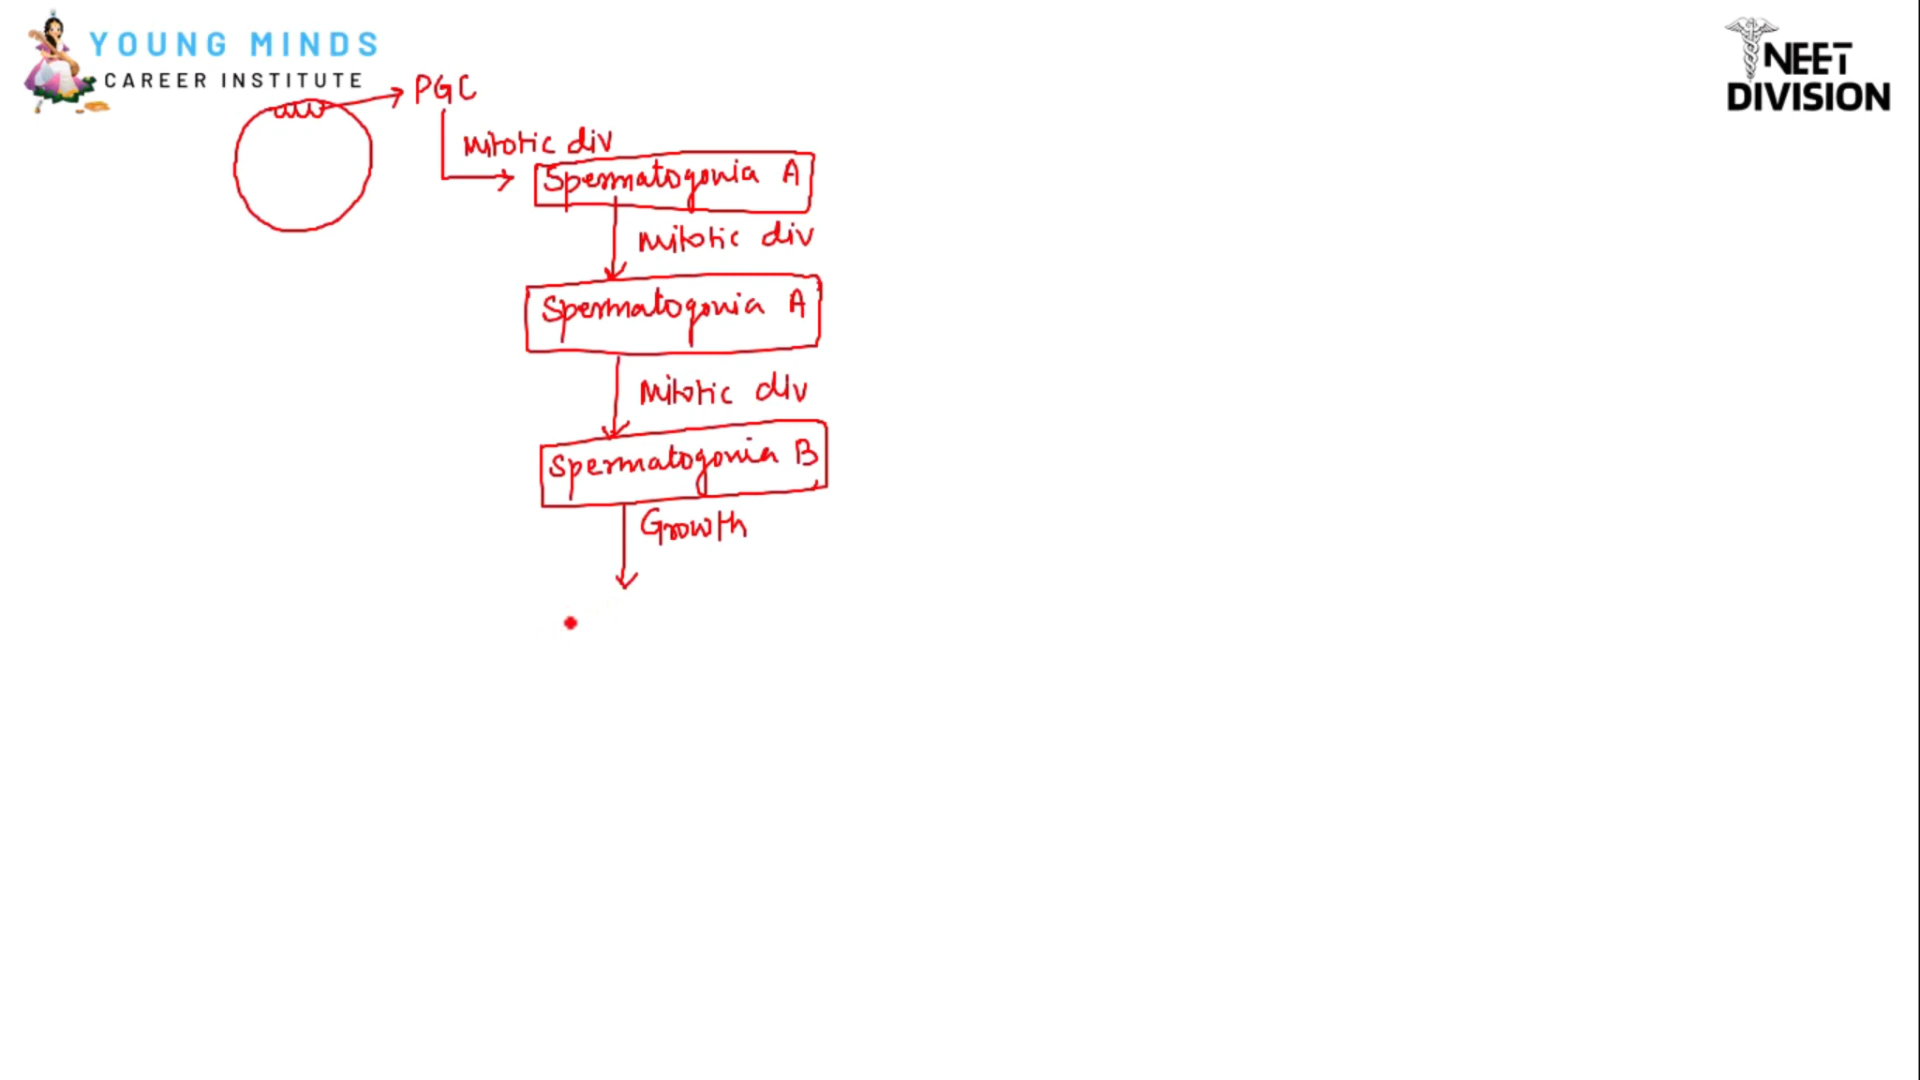 YOUNG MINDS
CAREER INSTITUTE
NEET
DIVISION
PGC
Mitotic div
Spermatogonia A
Mitotic div
Spermatogonia A
Mitotic div
Spermatogonia B
Growth